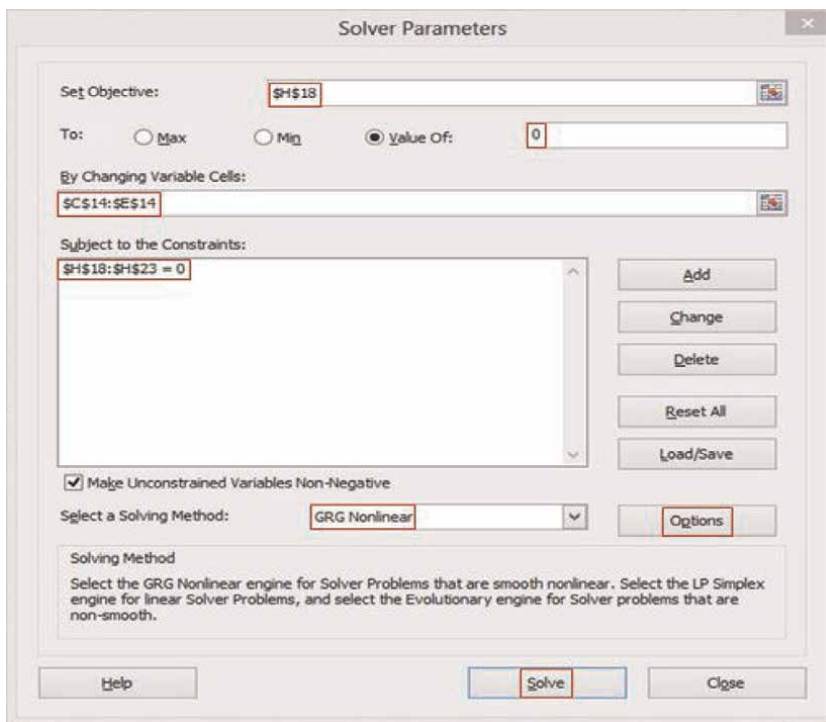 Solver Parameters
Set Objective: $H$18
To: Max Min Value Of: 0
By Changing Variable Cells:
$C$14:$E$14
Subject to the Constraints:
$H$18:$H$23 = 0
Add
Change
Delete
Reset All
Load/Save
Make Unconstrained Variables Non-Negative
Select a Solving Method: GRG Nonlinear Options
Solving Method
Select the GRG Nonlinear engine for Solver Problems that are smooth nonlinear. Select the LP Simplex
engine for linear Solver Problems, and select the Evolutionary engine for Solver problems that are
non-smooth.
Help Solve Close